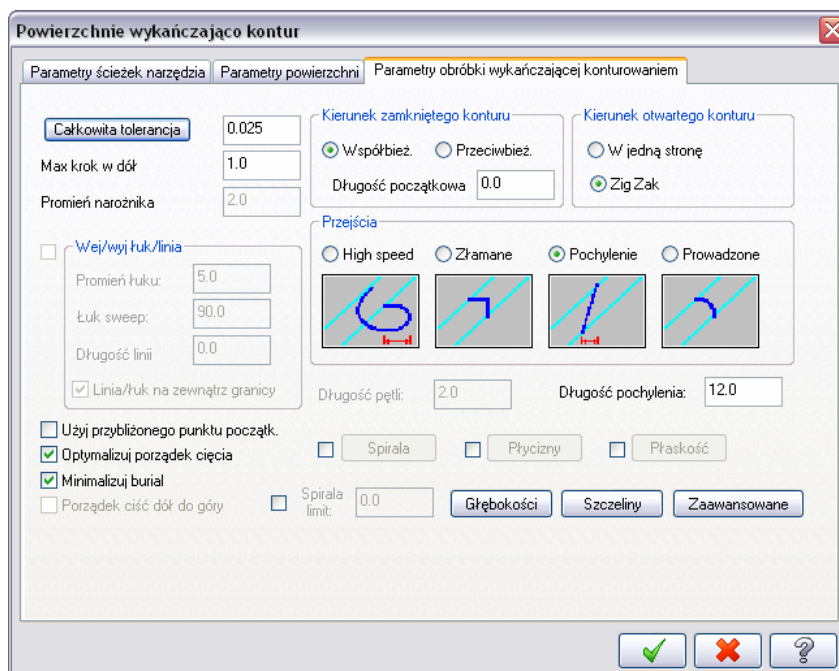 Powierzchnie wykańczająco kontur
Parametry ścieżek narzędzia
Parametry powierzchni
Parametry obróbki wykańczającej konturowaniem
Całkowita tolerancja
0.025
Max krok w dół
1.0
Promień narożnika
2.0
Kierunek zamkniętego konturu
Współbież.
Przeciwbież.
Długość początkowa
0.0
Kierunek otwartego konturu
W jedną stronę
Zig Zak
Wej/wyj łuk/linia
Promień łuku:
5.0
Łuk sweep:
90.0
Długość linii
0.0
Linia/łuk na zewnątrz granicy
Przejścia
High speed
Złamane
Pochylenie
Prowadzone
Długość pętli:
2.0
Długość pochylenia:
12.0
Użyj przybliżonego punktu początk.
Optymalizuj porządek cięcia
Minimalizuj burial
Porządek ciść dół do góry
Spirala
Płycizny
Płaskość
Spirala
limit:
0.0
Głębokości
Szczeliny
Zaawansowane